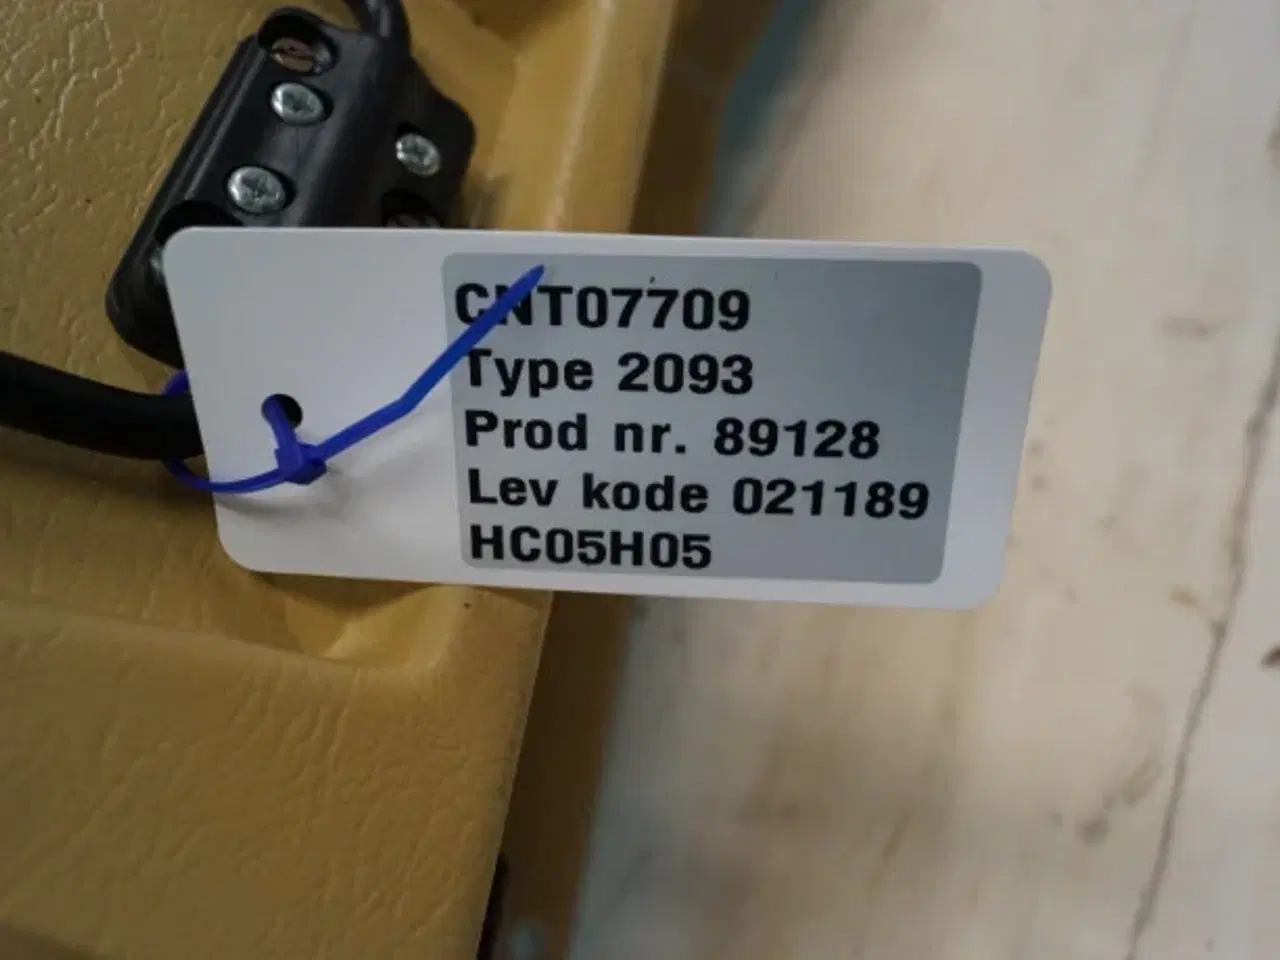 CNT07709
Type 2093
Prod nr. 89128
Lev kode 021189
HC05H05